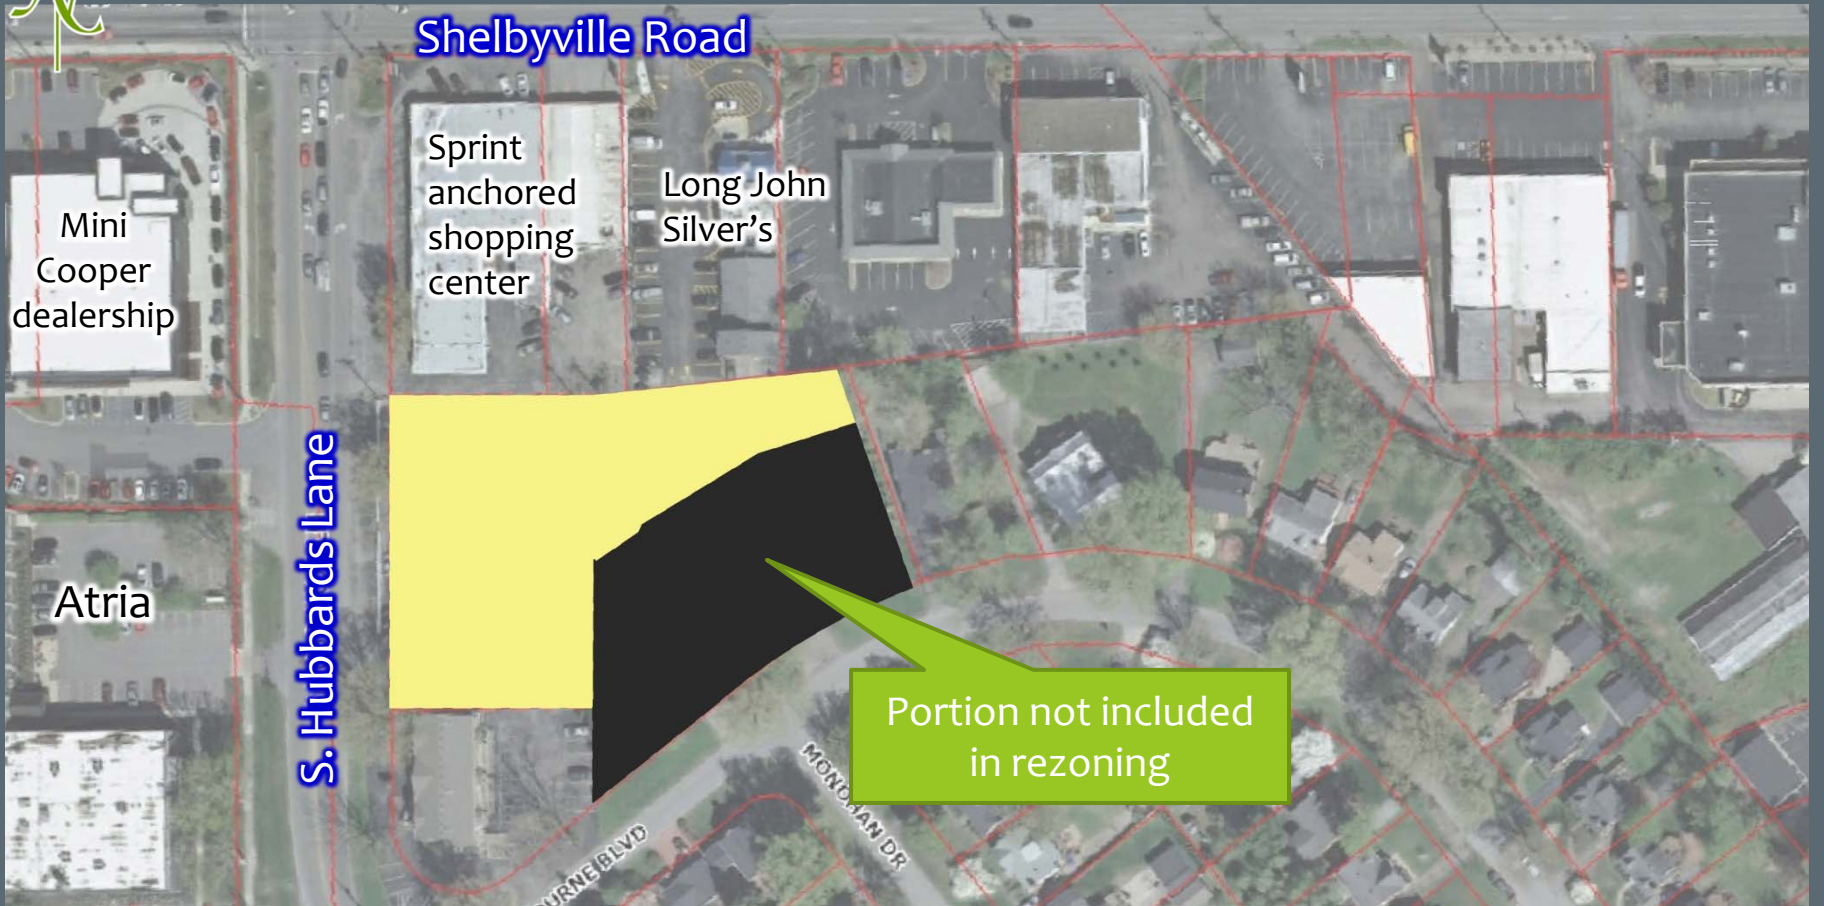 Shelbyville Road
Sprint
anchored
shopping
center
Long John
Silver’s
Mini
Cooper
dealership
S. Hubbards Lane
Atria
Portion not included
in rezoning
MONOHAN DR
BLVD